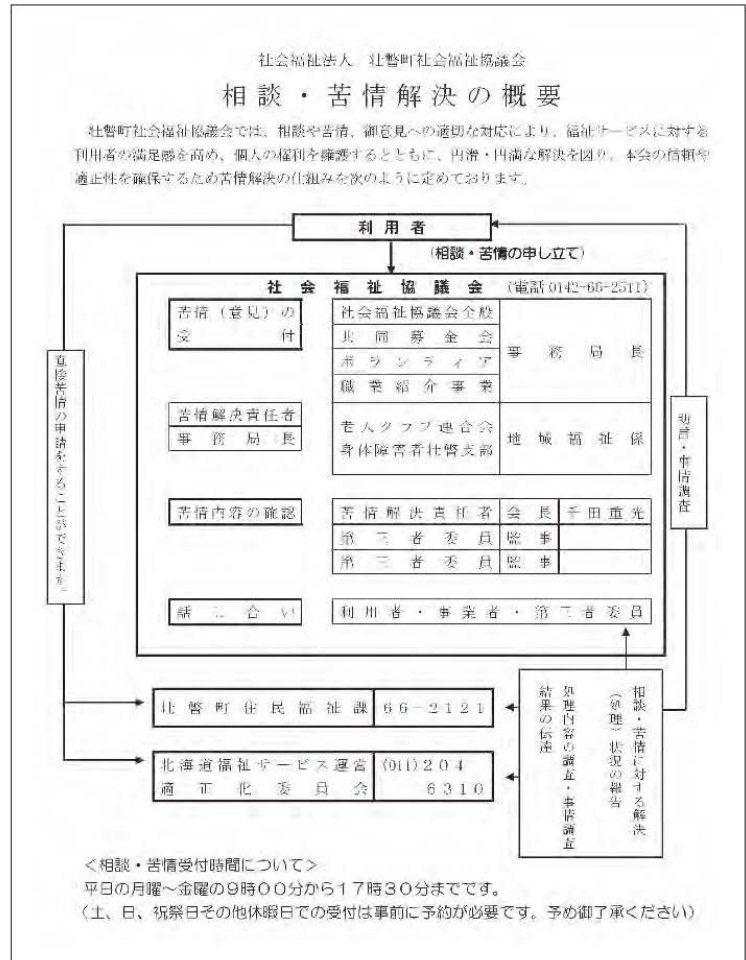 社会福祉法人 壮瞥町社会福祉協議会
相談・苦情解決の概要
壮瞥町社会福祉協議会では、相談や苦情、御意見への適切な対応により、福祉サービスに対する
利用者の満足感を高め、個人の権利を擁護するとともに、円滑・円満な解決を図り、本会の信頼や
適正性を確保するため苦情解決の仕組みを次のように定めております。
利用者
(相談・苦情の申し立て)
社会福祉協議会 (電話0142-66-2511)
苦情(意見)の
受付
社会福祉協議会全般
共同募金会
ボランティア
職業紹介事業
事務局長
苦情解決責任者
事務局長
老人クラブ連合会
身体障害者壮瞥支部
地域福祉係
苦情内容の確認
苦情解決責任者 会長 千田重光
第三者委員 監事
第三者委員 監事
話し合い
利用者・事業者・第三者委員
直接苦情の申請をすることができます。
助言・事情調査
壮瞥町住民福祉課 66-2121
北海道福祉サービス運営
適正化委員会
(011)204
6310
相談・苦情に対する解決
(処理)状況の報告
処理内容の調査・事情調査
結果の伝達
<相談・苦情受付時間について>
平日の月曜~金曜の9時00分から17時30分までです。
(土、日、祝祭日その他休暇日での受付は事前に予約が必要です。予め御了承ください)